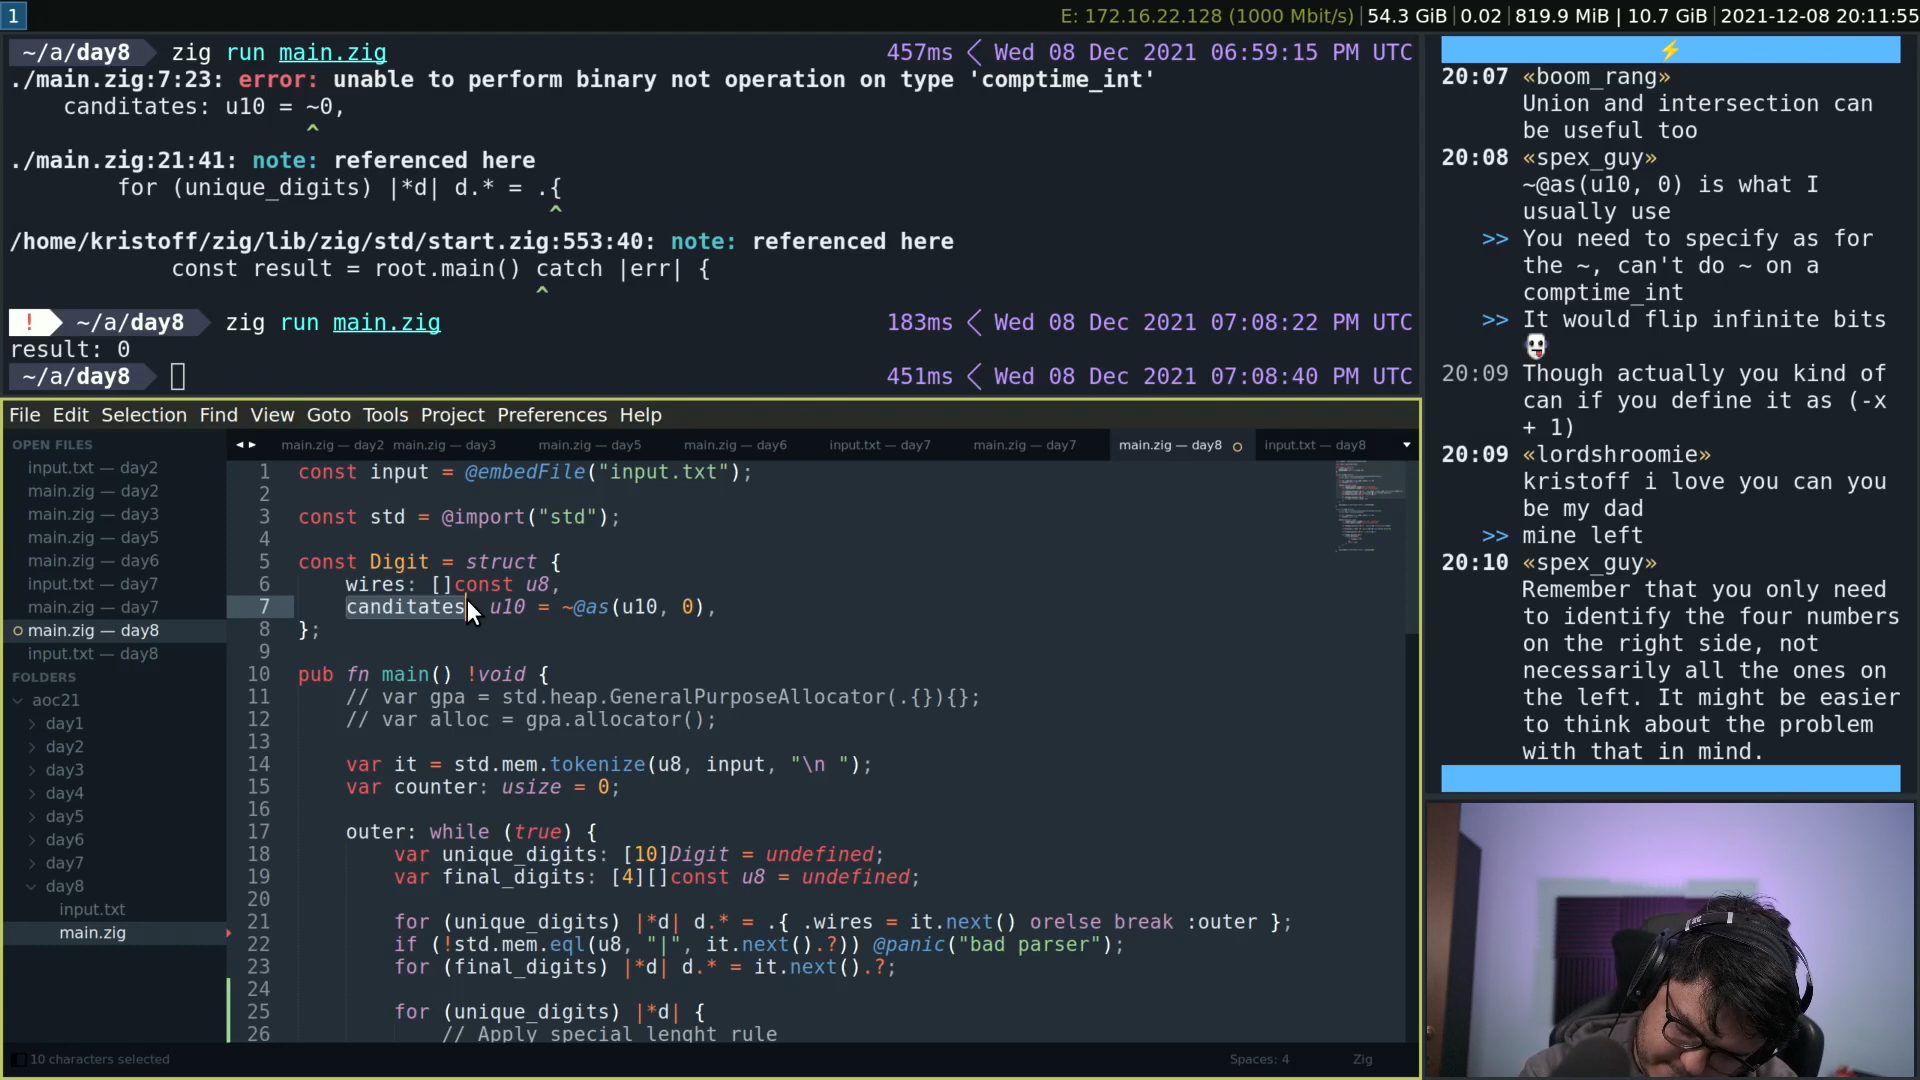 1
E: 172.16.22.128 (1000 Mbit/s) | 54.3 GiB | 0.02 | 819.9 MiB | 10.7 GiB | 2021-12-08 20:11:55
~/a/day8 zig run main.zig 457ms Wed 08 Dec 2021 06:59:15 PM UTC
./main.zig:7:23: error: unable to perform binary not operation on type 'comptime_int'
canditates: u10 = ~0,
^
./main.zig:21:41: note: referenced here
for (unique_digits) |*d| d.* = .{
^
/home/kristoff/zig/lib/zig/std/start.zig:553:40: note: referenced here
const result = root.main() catch |err| {
^
! ~/a/day8 zig run main.zig 183ms Wed 08 Dec 2021 07:08:22 PM UTC
result: 0
~/a/day8 451ms Wed 08 Dec 2021 07:08:40 PM UTC
File Edit Selection Find View Goto Tools Project Preferences Help
OPEN FILES
input.txt — day2
main.zig — day2
main.zig — day3
main.zig — day5
main.zig — day6
input.txt — day7
main.zig — day7
main.zig — day8
input.txt — day8
FOLDERS
aoc21
day1
day2
day3
day4
day5
day6
day7
day8
input.txt
main.zig
main.zig — day2 main.zig — day3 main.zig — day5 main.zig — day6 input.txt — day7 main.zig — day7 main.zig — day8 input.txt — day8
1 const input = @embedFile("input.txt");
2
3 const std = @import("std");
4
5 const Digit = struct {
6 wires: []const u8,
7 canditates u10 = ~@as(u10, 0),
8 };
9
10 pub fn main() !void {
11 // var gpa = std.heap.GeneralPurposeAllocator(.{}){};
12 // var alloc = gpa.allocator();
13
14 var it = std.mem.tokenize(u8, input, "\n ");
15 var counter: usize = 0;
16
17 outer: while (true) {
18 var unique_digits: [10]Digit = undefined;
19 var final_digits: [4][]const u8 = undefined;
20
21 for (unique_digits) |*d| d.* = .{ .wires = it.next() orelse break :outer };
22 if (!std.mem.eql(u8, "|", it.next().?)) @panic("bad parser");
23 for (final_digits) |*d| d.* = it.next().?;
24
25 for (unique_digits) |*d| {
26 // Apply special lenght rule
10 characters selected
Spaces: 4 Zig
20:07 «boom_rang»
Union and intersection can
be useful too
20:08 «spex_guy»
~@as(u10, 0) is what I
usually use
>> You need to specify as for
the ~, can't do ~ on a
comptime_int
>> It would flip infinite bits
20:09 Though actually you kind of
can if you define it as (-x
+ 1)
20:09 «lordshroomie»
kristoff i love you can you
be my dad
>> mine left
20:10 «spex_guy»
Remember that you only need
to identify the four numbers
on the right side, not
necessarily all the ones on
the left. It might be easier
to think about the problem
with that in mind.